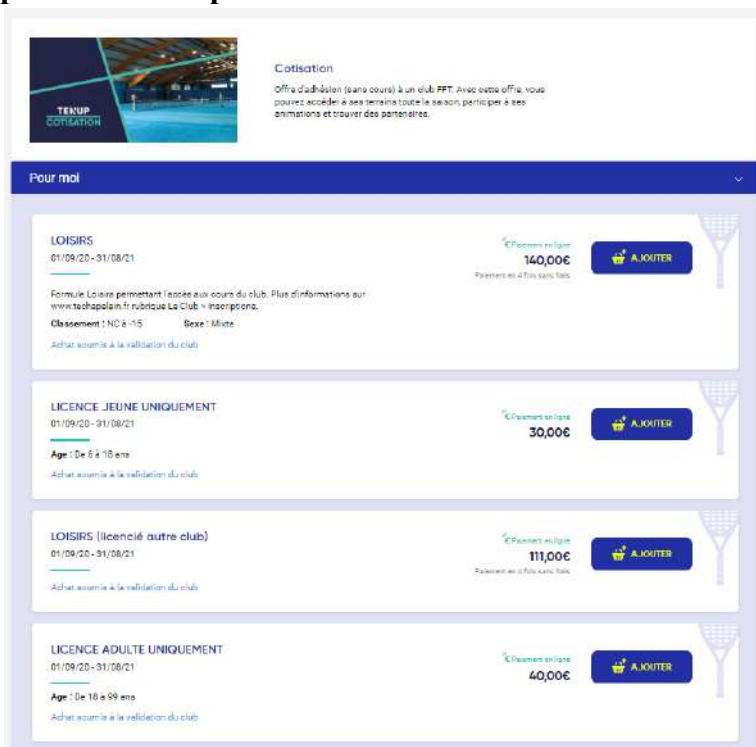 TEN'UP
COTISATION
Cotisation
Offre d'adhésion (sans cours) à un club FFT. Avec cette offre, vous
pouvez accéder à ses terrains toute la saison, participer à ses
animations et trouver des partenaires.
Pour moi
LOISIRS
01/09/20 - 31/08/21
Formule Loisirs permettant l'accès aux cours du club. Plus d'informations sur
www.techapelain.fr rubrique Le Club > Inscriptions.
Classement : NC à -15 Sexe : Mixte
Achat soumis à la validation du club
Paiement en ligne
140,00€
Paiement en 4 fois sans frais
AJOUTER
LICENCE JEUNE UNIQUEMENT
01/09/20 - 31/08/21
Age : De 6 à 18 ans
Achat soumis à la validation du club
Paiement en ligne
30,00€
AJOUTER
LOISIRS (licencié autre club)
01/09/20 - 31/08/21
Achat soumis à la validation du club
Paiement en ligne
111,00€
Paiement en 4 fois sans frais
AJOUTER
LICENCE ADULTE UNIQUEMENT
01/09/20 - 31/08/21
Age : De 18 à 99 ans
Achat soumis à la validation du club
Paiement en ligne
40,00€
AJOUTER